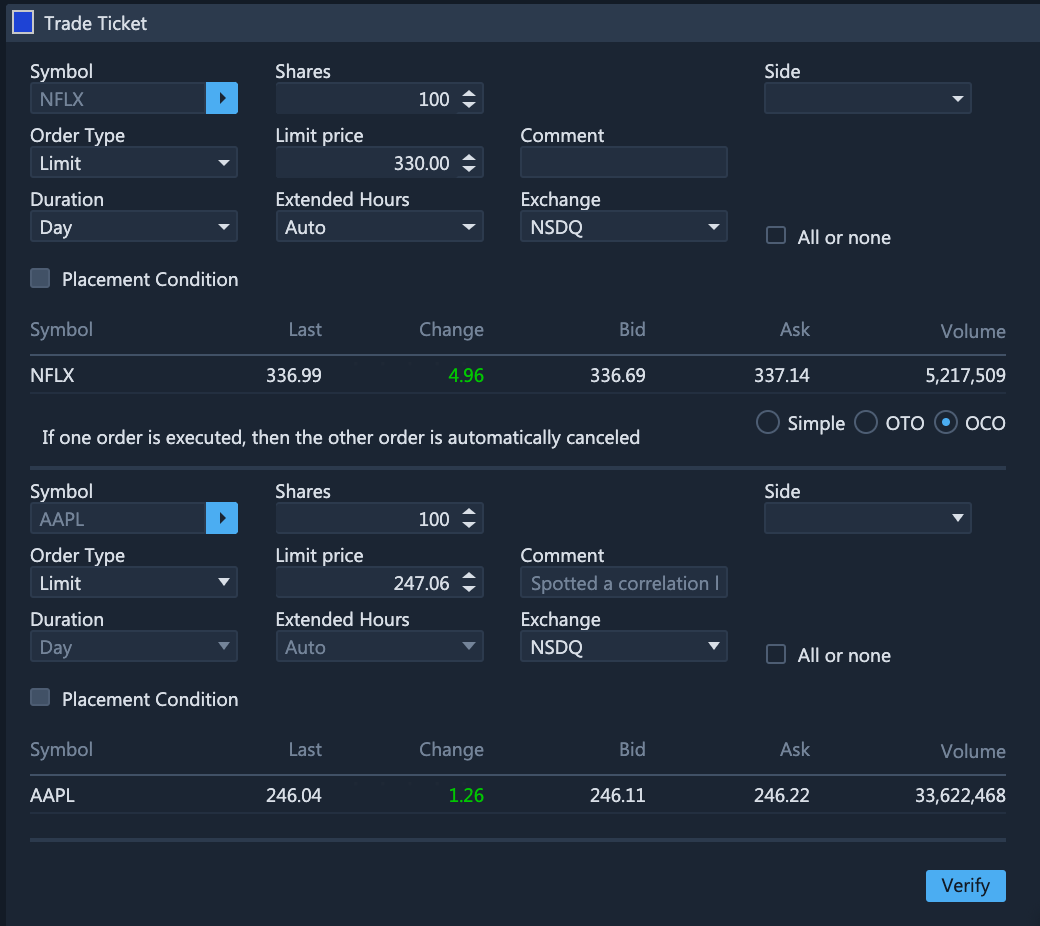 Trade Ticket
Symbol Shares Side
NFLX 100
Order Type Limit price Comment
Limit 330.00
Duration Extended Hours Exchange
Day Auto NSDQ All or none
Placement Condition
Symbol Last Change Bid Ask Volume
NFLX 336.99 4.96 336.69 337.14 5,217,509
Simple OTO OCO
If one order is executed, then the other order is automatically canceled
Symbol Shares Side
AAPL 100
Order Type Limit price Comment
Limit 247.06 Spotted a correlation
Duration Extended Hours Exchange
Day Auto NSDQ All or none
Placement Condition
Symbol Last Change Bid Ask Volume
AAPL 246.04 1.26 246.11 246.22 33,622,468
Verify